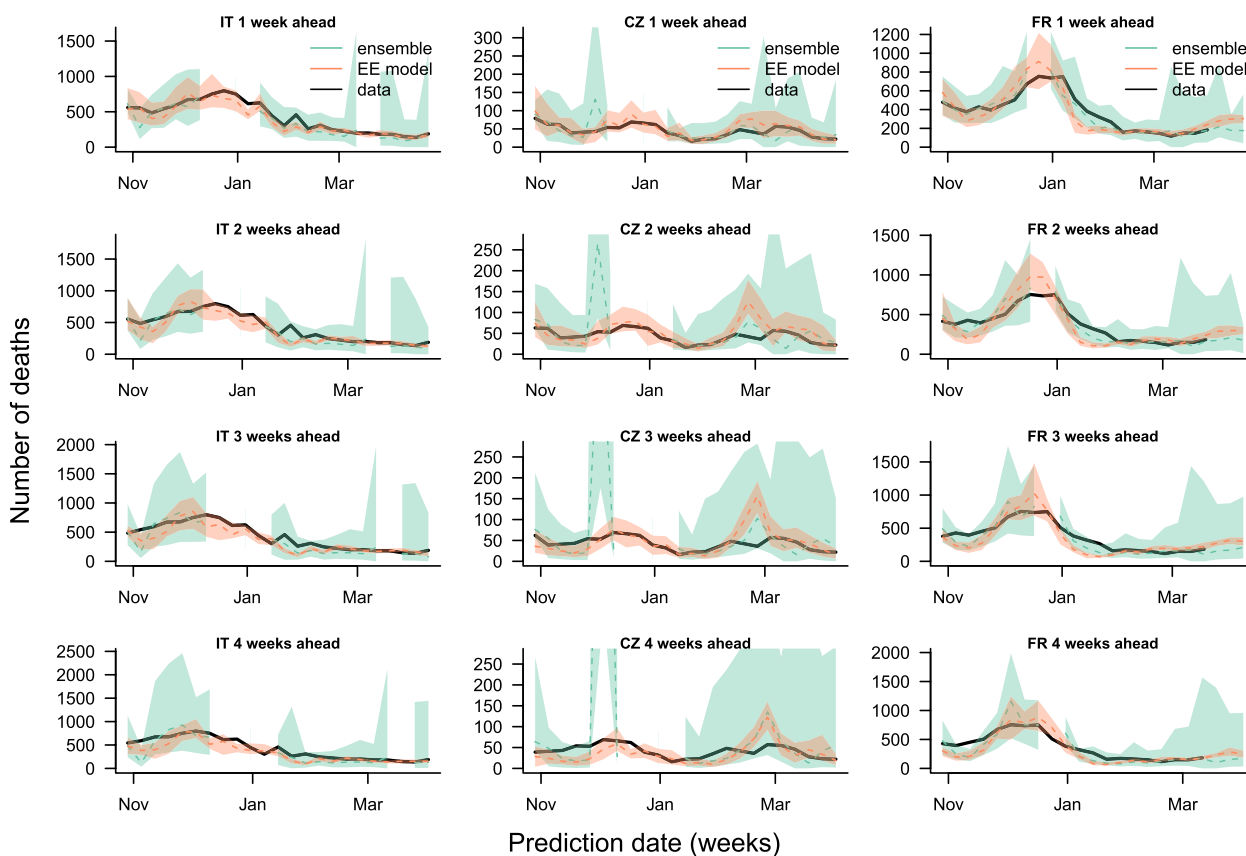 IT 1 week ahead
1500
1000
500
0
ensemble
EE model
data
Nov
Jan
Mar
CZ 1 week ahead
300
250
200
150
100
50
0
ensemble
EE model
data
Nov
Jan
Mar
FR 1 week ahead
1200
1000
800
600
400
200
0
ensemble
EE model
data
Nov
Jan
Mar
IT 2 weeks ahead
1500
1000
500
0
Nov
Jan
Mar
CZ 2 weeks ahead
250
200
150
100
50
0
Nov
Jan
Mar
FR 2 weeks ahead
1500
1000
500
0
Nov
Jan
Mar
Number of deaths
IT 3 weeks ahead
2000
1500
1000
500
0
Nov
Jan
Mar
CZ 3 weeks ahead
250
200
150
100
50
0
Nov
Jan
Mar
FR 3 weeks ahead
1500
1000
500
0
Nov
Jan
Mar
IT 4 weeks ahead
2500
2000
1500
1000
500
0
Nov
Jan
Mar
CZ 4 weeks ahead
250
200
150
100
50
0
Nov
Jan
Mar
FR 4 weeks ahead
2000
1500
1000
500
0
Nov
Jan
Mar
Prediction date (weeks)